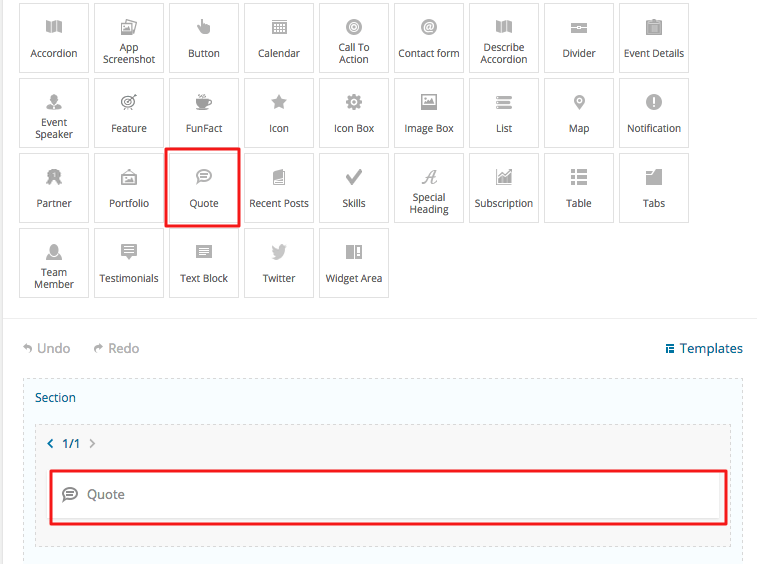 Accordion
App
Screenshot
Button
Calendar
Call To
Action
Contact form
Describe
Accordion
Divider
Event Details
Event
Speaker
Feature
FunFact
Icon
Icon Box
Image Box
List
Map
Notification
Partner
Portfolio
Quote
Recent Posts
Skills
Special
Heading
Subscription
Table
Tabs
Team
Member
Testimonials
Text Block
Twitter
Widget Area
Undo
Redo
Templates
Section
1/1
Quote